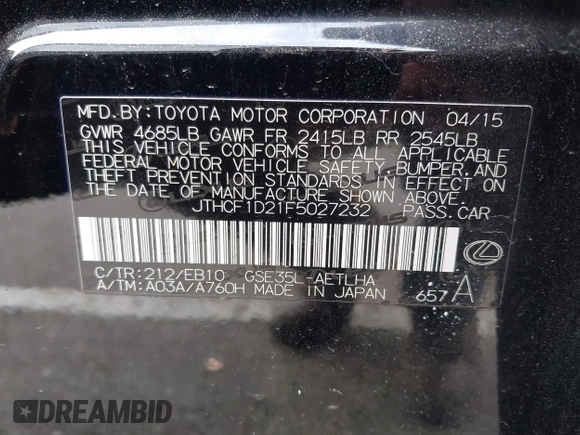 MFD.BY:TOYOTA MOTOR CORPORATION 04/15
GVWR 4685LB GAWR FR 2415LB RR 2545LB
THIS VEHICLE CONFORMS TO ALL APPLICABLE
FEDERAL MOTOR VEHICLE SAFETY,BUMPER,AND
THEFT PREVENTION STANDARDS IN EFFECT ON
THE DATE OF MANUFACTURE SHOWN ABOVE.
JTHCF1D21F5027232 PASS.CAR
C/TR:212/EB10 GSE35L-AETLHA
A/TM:A03A/A760H MADE IN JAPAN 657A
DREAMBID